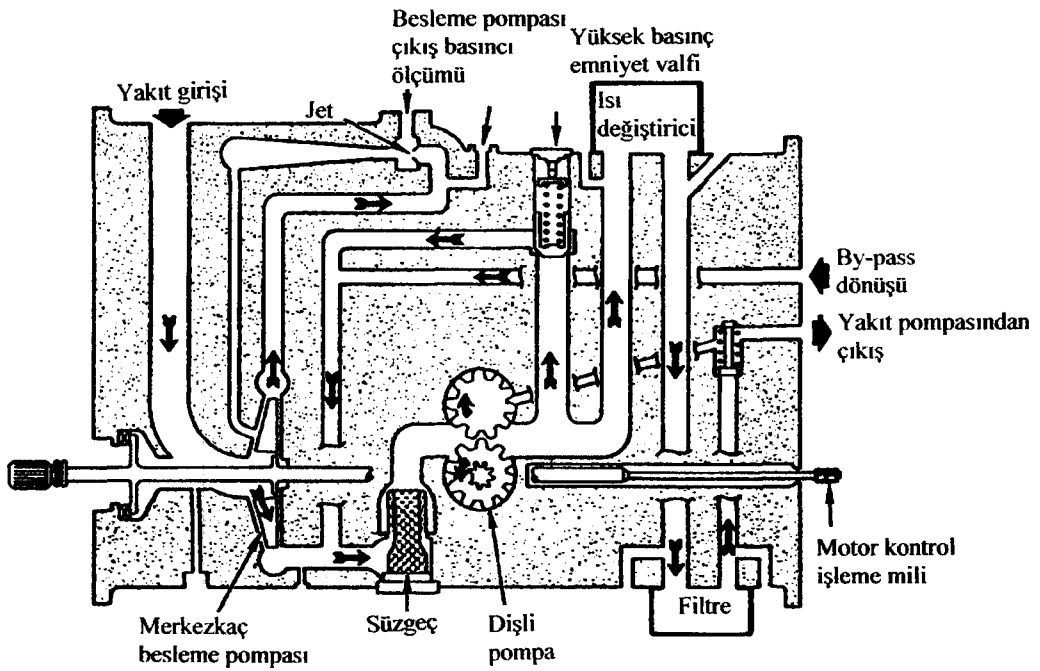 Besleme pompası
çıkış basıncı
ölçümü
Yüksek basınç
emniyet valfi
Yakıt girişi
Jet
Isı
değiştirici
By-pass
dönüşü
Yakıt pompasından
çıkış
Motor kontrol
işleme mili
Merkezkaç
besleme pompası
Süzgeç
Dişli
pompa
Filtre